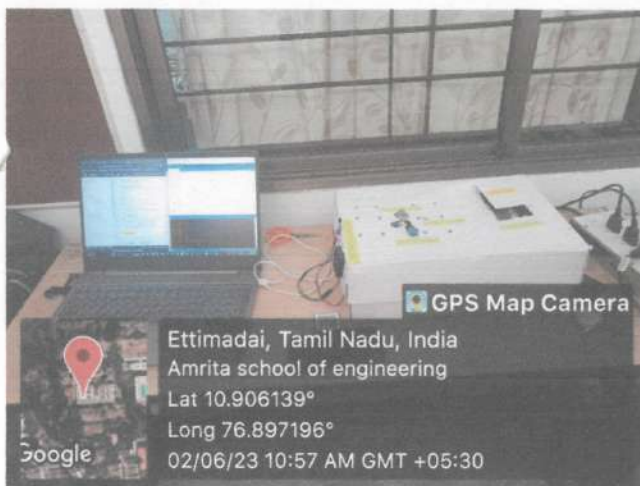 GPS Map Camera
Ettimadai, Tamil Nadu, India
Amrita school of engineering
Lat 10.906139°
Long 76.897196°
02/06/23 10:57 AM GMT +05:30
Google